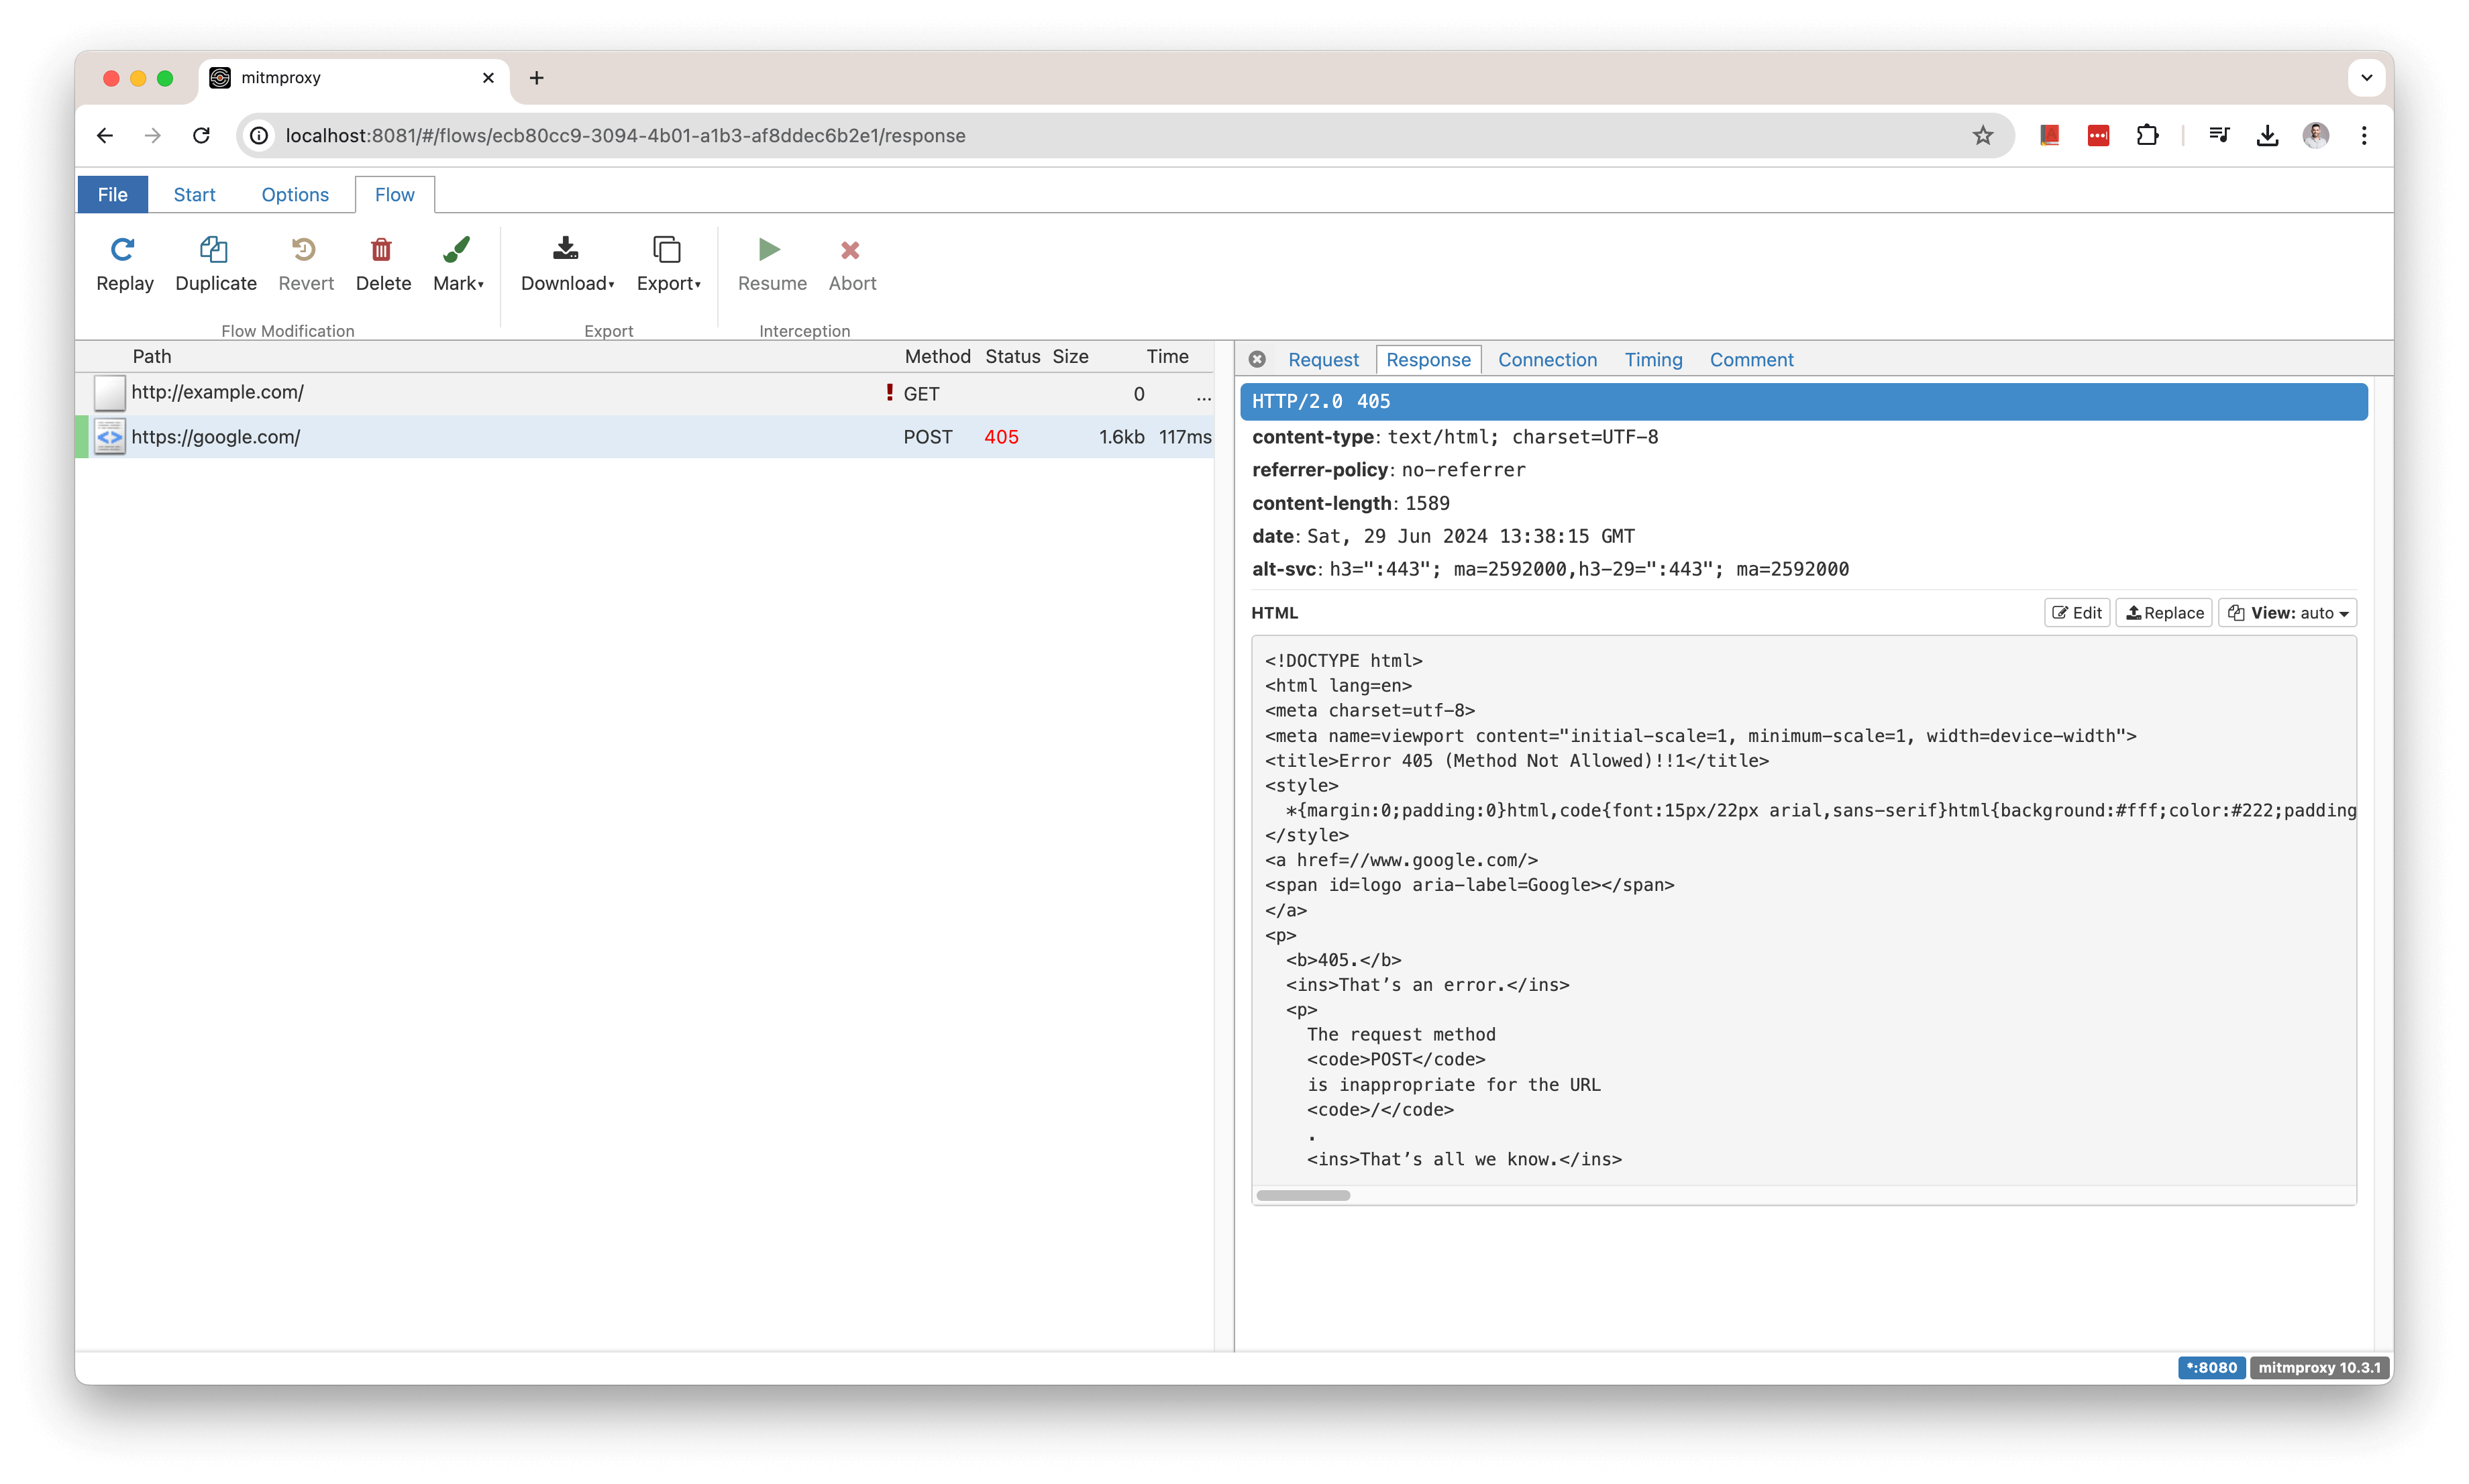 mitmproxy
localhost:8081/#/flows/ecb80cc9-3094-4b01-a1b3-af8ddec6b2e1/response
File Start Options Flow
Replay Duplicate Revert Delete Mark Download Export Resume Abort
Flow Modification Export Interception
Path Method Status Size Time
http://example.com/ ! GET 0 ...
https://google.com/ POST 405 1.6kb 117ms
Request Response Connection Timing Comment
HTTP/2.0 405
content-type: text/html; charset=UTF-8
referrer-policy: no-referrer
content-length: 1589
date: Sat, 29 Jun 2024 13:38:15 GMT
alt-svc: h3=":443"; ma=2592000,h3-29=":443"; ma=2592000
HTML Edit Replace View: auto
<!DOCTYPE html>
<html lang=en>
<meta charset=utf-8>
<meta name=viewport content="initial-scale=1, minimum-scale=1, width=device-width">
<title>Error 405 (Method Not Allowed)!!1</title>
<style>
*{margin:0;padding:0}html,code{font:15px/22px arial,sans-serif}html{background:#fff;color:#222;padding
</style>
<a href=//www.google.com/>
<span id=logo aria-label=Google></span>
</a>
<p>
<b>405.</b>
<ins>That’s an error.</ins>
<p>
The request method
<code>POST</code>
is inappropriate for the URL
<code>/</code>
.
<ins>That’s all we know.</ins>
*:8080 mitmproxy 10.3.1